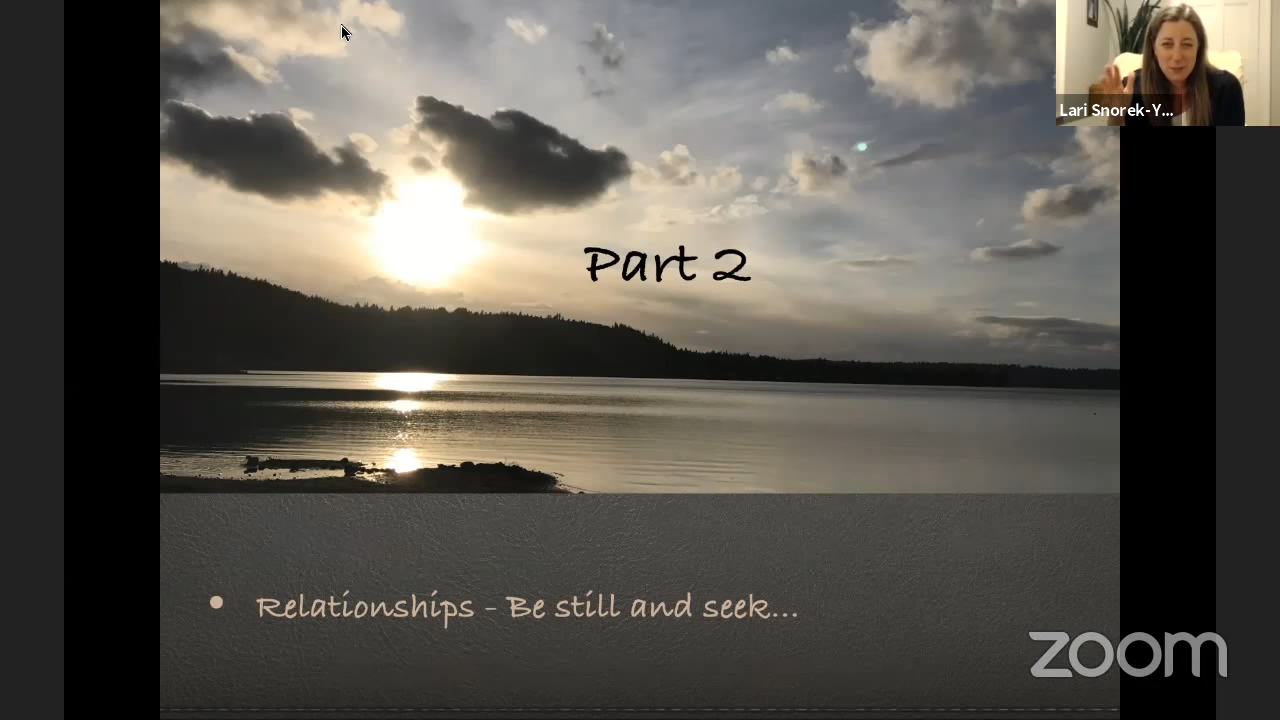 Lari Snorek-Y...
Part 2
• Relationships - Be still and seek...
zoom